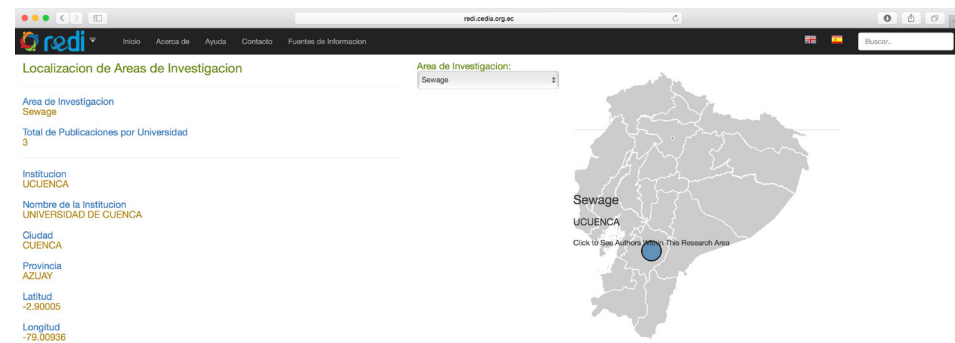 redi.cedia.org.ec
redi
Inicio Acerca de Ayuda Contacto Fuentes de Informacion
Buscar...
Localizacion de Areas de Investigacion
Area de Investigacion:
Sewage
Area de Investigacion
Sewage
Total de Publicaciones por Universidad
3
Institucion
UCUENCA
Nombre de la Institucion
UNIVERSIDAD DE CUENCA
Ciudad
CUENCA
Provincia
AZUAY
Latitud
-2.90005
Longitud
-79.00936
Sewage
UCUENCA
Click to See Authors Within This Research Area